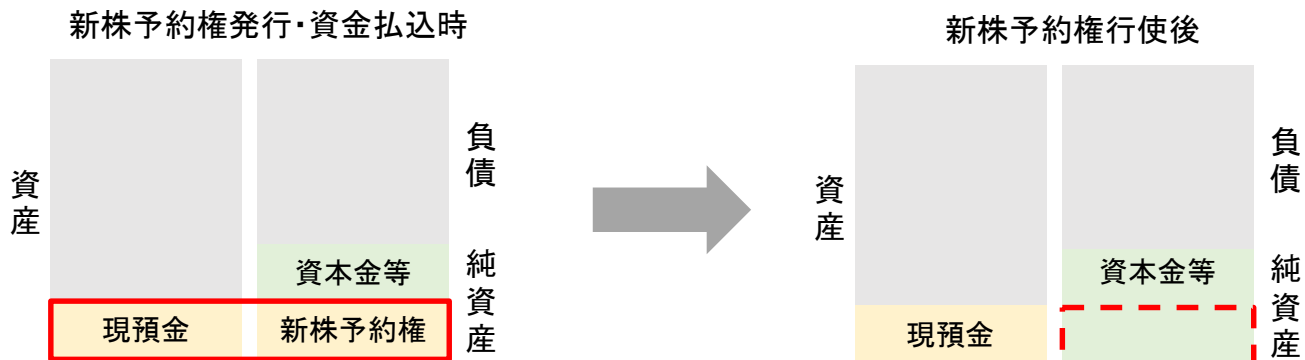 新株予約権発行・資金払込時
資産
負債
資本金等
純資産
現預金
新株予約権
新株予約権行使後
資産
負債
資本金等
純資産
現預金